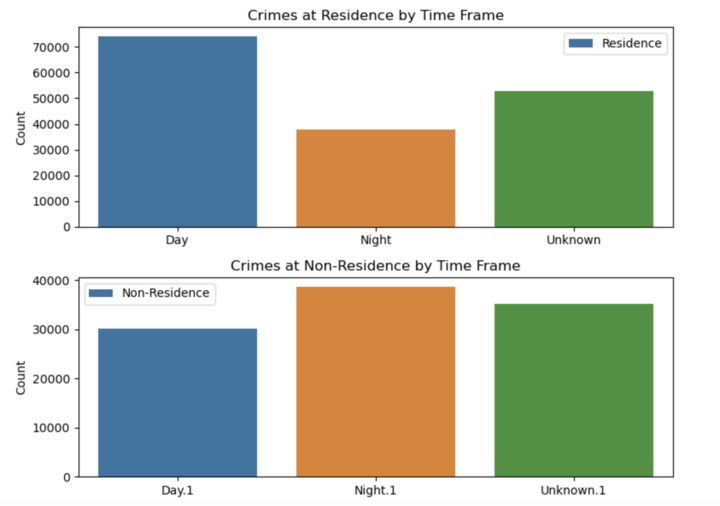 Crimes at Residence by Time Frame
Residence
Count
70000
60000
50000
40000
30000
20000
10000
0
Day Night Unknown
Crimes at Non-Residence by Time Frame
Non-Residence
Count
40000
30000
20000
10000
0
Day.1 Night.1 Unknown.1